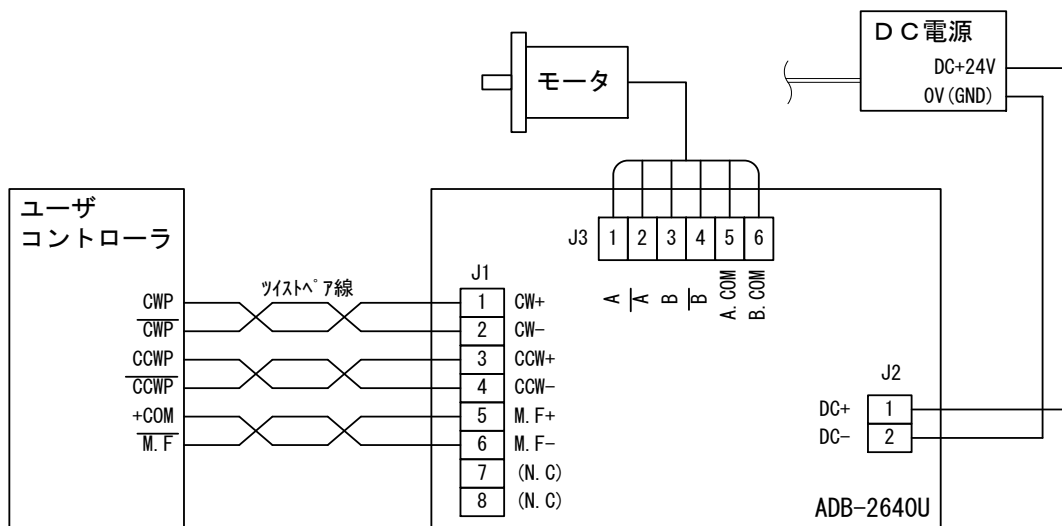 DC電源
DC+24V
0V(GND)
モータ
ユーザ
コントローラ
J3 1 2 3 4 5 6
A
A̅
B
B̅
A.COM
B.COM
ツイストペア線
J1
CWP 1 CW+
C̅W̅P̅ 2 CW-
CCWP 3 CCW+
C̅C̅W̅P̅ 4 CCW-
+COM 5 M.F+
M̅.̅F̅ 6 M.F-
7 (N.C)
8 (N.C)
J2
DC+ 1
DC- 2
ADB-2640U